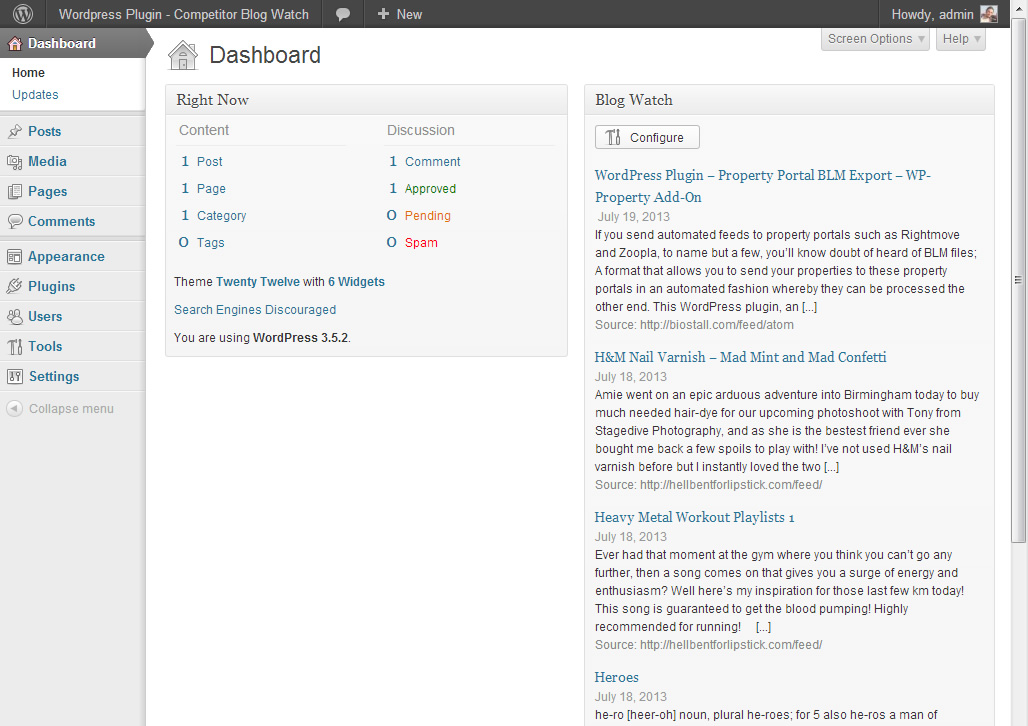 Wordpress Plugin - Competitor Blog Watch
+ New
Howdy, admin
Dashboard
Home
Updates
Posts
Media
Pages
Comments
Appearance
Plugins
Users
Tools
Settings
Collapse menu
Screen Options
Help
Dashboard
Right Now
Content
Discussion
1 Post
1 Comment
1 Page
1 Approved
1 Category
0 Pending
0 Tags
0 Spam
Theme Twenty Twelve with 6 Widgets
Search Engines Discouraged
You are using WordPress 3.5.2.
Blog Watch
Configure
WordPress Plugin – Property Portal BLM Export – WP-
Property Add-On
July 19, 2013
If you send automated feeds to property portals such as Rightmove
and Zoopla, to name but a few, you’ll know doubt of heard of BLM files;
A format that allows you to send your properties to these property
portals in an automated fashion whereby they can be processed the
other end. This WordPress plugin, an [...]
Source: http://biostall.com/feed/atom
H&M Nail Varnish – Mad Mint and Mad Confetti
July 18, 2013
Amie went on an epic arduous adventure into Birmingham today to buy
much needed hair-dye for our upcoming photoshoot with Tony from
Stagedive Photography, and as she is the bestest friend ever she
bought me back a few spoils to play with! I’ve not used H&M’s nail
varnish before but I instantly loved the two [...]
Source: http://hellbentforlipstick.com/feed/
Heavy Metal Workout Playlists 1
July 18, 2013
Ever had that moment at the gym where you think you can’t go any
further, then a song comes on that gives you a surge of energy and
enthusiasm? Well here’s my inspiration for those last few km today!
This song is guaranteed to get the blood pumping! Highly
recommended for running! [...]
Source: http://hellbentforlipstick.com/feed/
Heroes
July 18, 2013
he-ro [heer-oh] noun, plural he-roes; for 5 also he-ros a man of